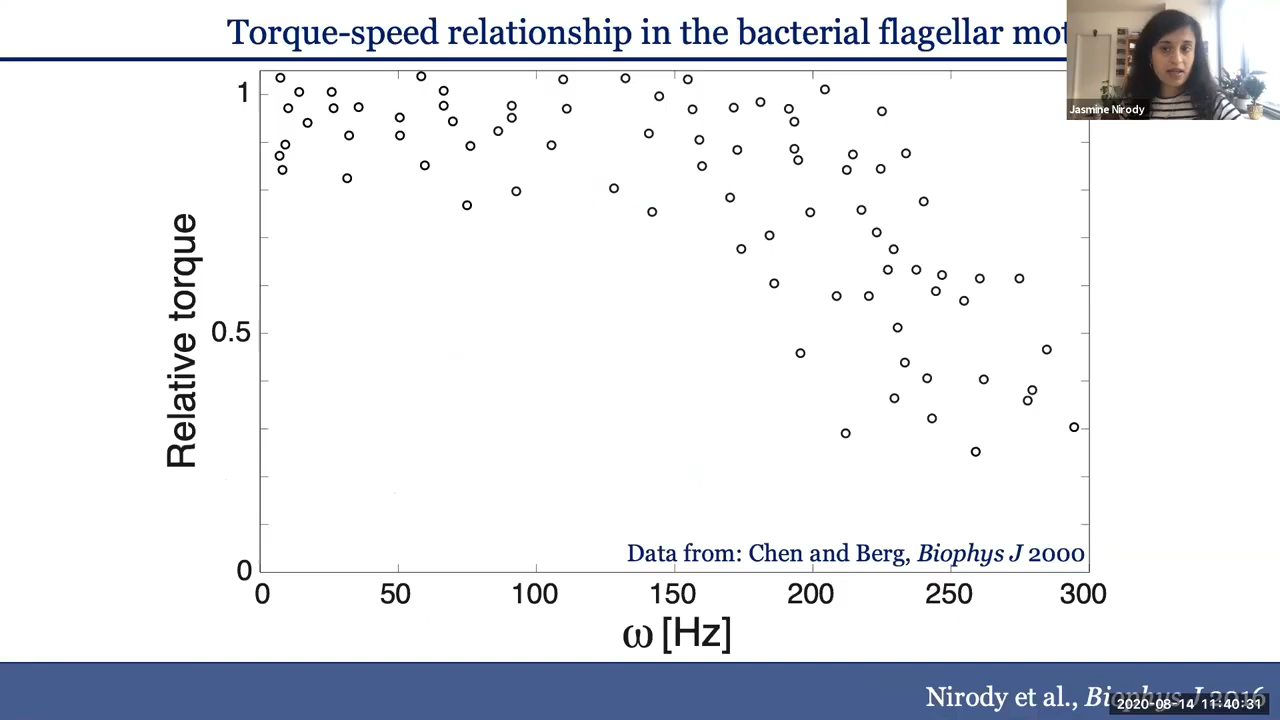 Torque-speed relationship in the bacterial flagellar
Jasmine Nirody
1
0.5
0
Relative torque
Data from: Chen and Berg, Biophys J 2000
0 50 100 150 200 250 300
ω [Hz]
Nirody et al., Biophys J 2016
2020-08-14 11:40:31